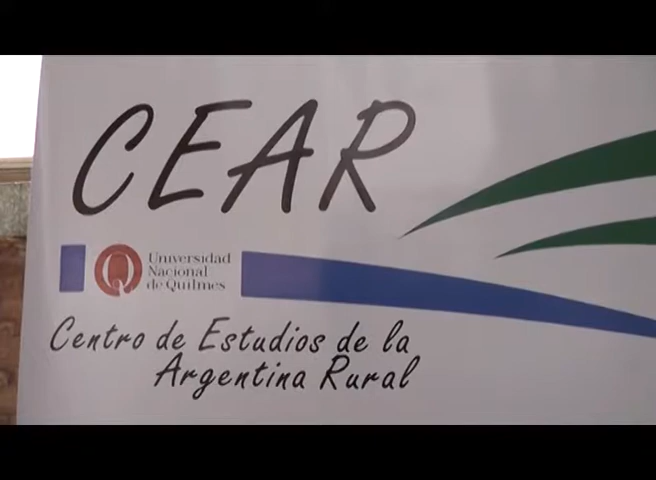 CEAR
Universidad
Nacional
de Quilmes
Centro de Estudios de la
Argentina Rural